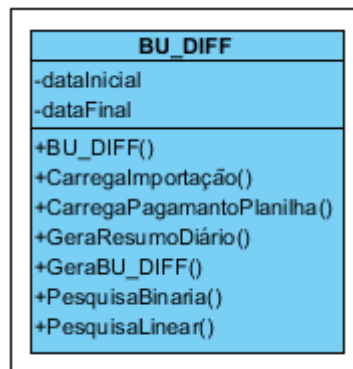 BU_DIFF
-dataInicial
-dataFinal
+BU_DIFF()
+CarregaImportação()
+CarregaPagamantoPlanilha()
+GeraResumoDiário()
+GeraBU_DIFF()
+PesquisaBinaria()
+PesquisaLinear()